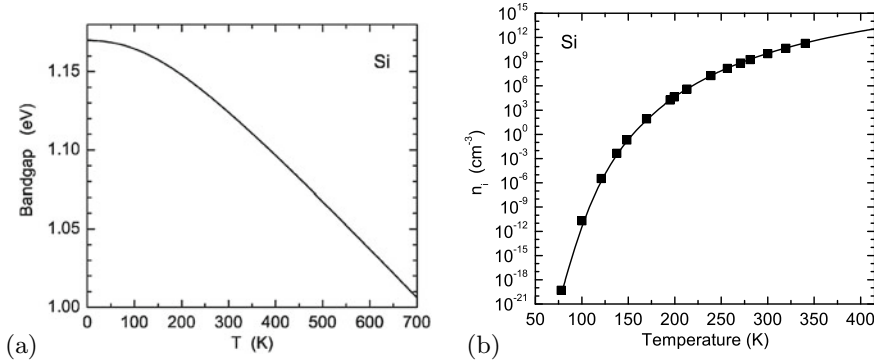 Si
1.15
1.10
1.05
1.00
Bandgap (eV)
0 100 200 300 400 500 600 700
T (K)
(a)
Si
10^15
10^12
10^9
10^6
10^3
10^0
10^-3
10^-6
10^-9
10^-12
10^-15
10^-18
10^-21
n_i (cm^-3)
50 100 150 200 250 300 350 400
Temperature (K)
(b)